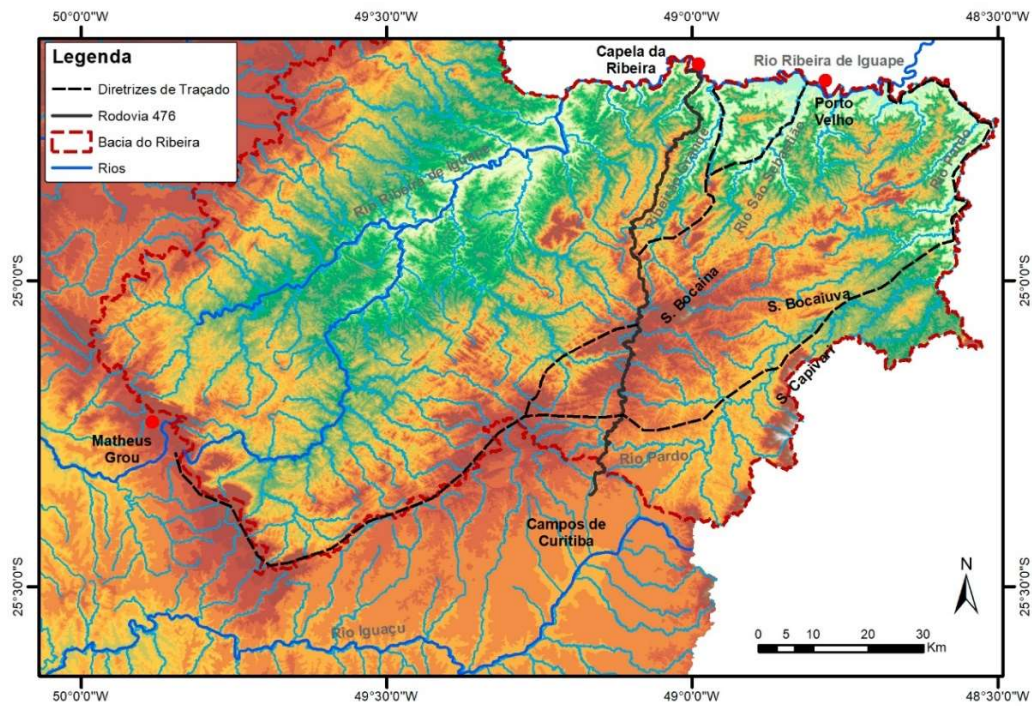 50°0'0"W
49°30'0"W
49°0'0"W
48°30'0"W
Legenda
Diretrizes de Traçado
Rodovia 476
Bacia do Ribeira
Rios
Capela da
Ribeira
Rio Ribeira de Iguape
Porto
Velho
Rio Ribeira de Iguape
Ribeirão Grande
Rio São Sebastião
Rio Pardo
25°0'0"S
25°0'0"S
S. Bocaina
S. Bocaiuva
S. Capivari
Matheus
Grou
Rio Pardo
Campos de
Curitiba
Rio Iguaçu
N
25°30'0"S
25°30'0"S
0 5 10 20 30
Km
50°0'0"W
49°30'0"W
49°0'0"W
48°30'0"W